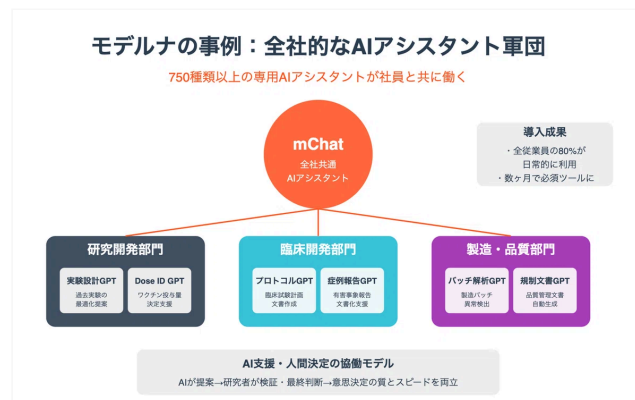 モデルナの事例：全社的なAIアシスタント軍団
750種類以上の専用AIアシスタントが社員と共に働く
mChat
全社共通
AIアシスタント
導入成果
・全従業員の80%が
日常的に利用
・数ヶ月で必須ツールに
研究開発部門
実験設計GPT
過去実験の
最適化提案
Dose ID GPT
ワクチン投与量
決定支援
臨床開発部門
プロトコルGPT
臨床試験計画
文書作成
症例報告GPT
有害事象報告
文書化支援
製造・品質部門
バッチ解析GPT
製造バッチ
異常検出
規制文書GPT
品質管理文書
自動生成
AI支援・人間決定の協働モデル
AIが提案→研究者が検証・最終判断→意思決定の質とスピードを両立